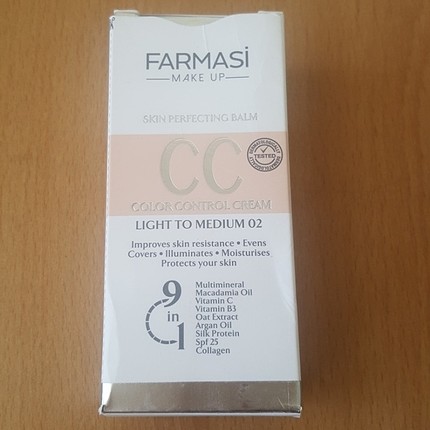 FARMASi
MAKE UP
SKIN PERFECTING BALM
CC
DERMATOLOGICALLY
TESTED
COLOR CONTROL CREAM
LIGHT TO MEDIUM 02
Improves skin resistance • Evens
Covers • Illuminates • Moisturises
Protects your skin
9 in 1
Multimineral
Macadamia Oil
Vitamin C
Vitamin B3
Oat Extract
Argan Oil
Silk Protein
Spf 25
Collagen